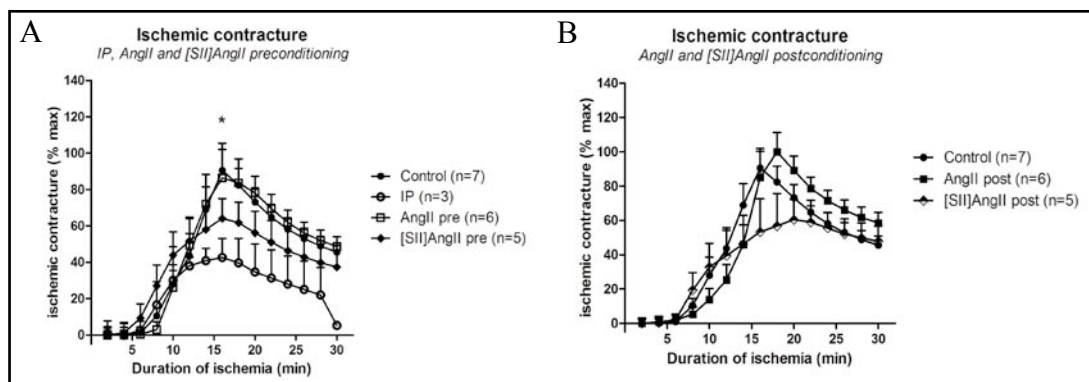 A
Ischemic contracture
IP, AngII and [SII]AngII preconditioning
ischemic contracture (% max)
140
120
100
80
60
40
20
0
*
5
10
15
20
25
30
Duration of ischemia (min)
Control (n=7)
IP (n=3)
AngII pre (n=6)
[SII]AngII pre (n=5)
B
Ischemic contracture
AngII and [SII]AngII postconditioning
ischemic contracture (% max)
140
120
100
80
60
40
20
0
5
10
15
20
25
30
Duration of ischemia (min)
Control (n=7)
AngII post (n=6)
[SII]AngII post (n=5)